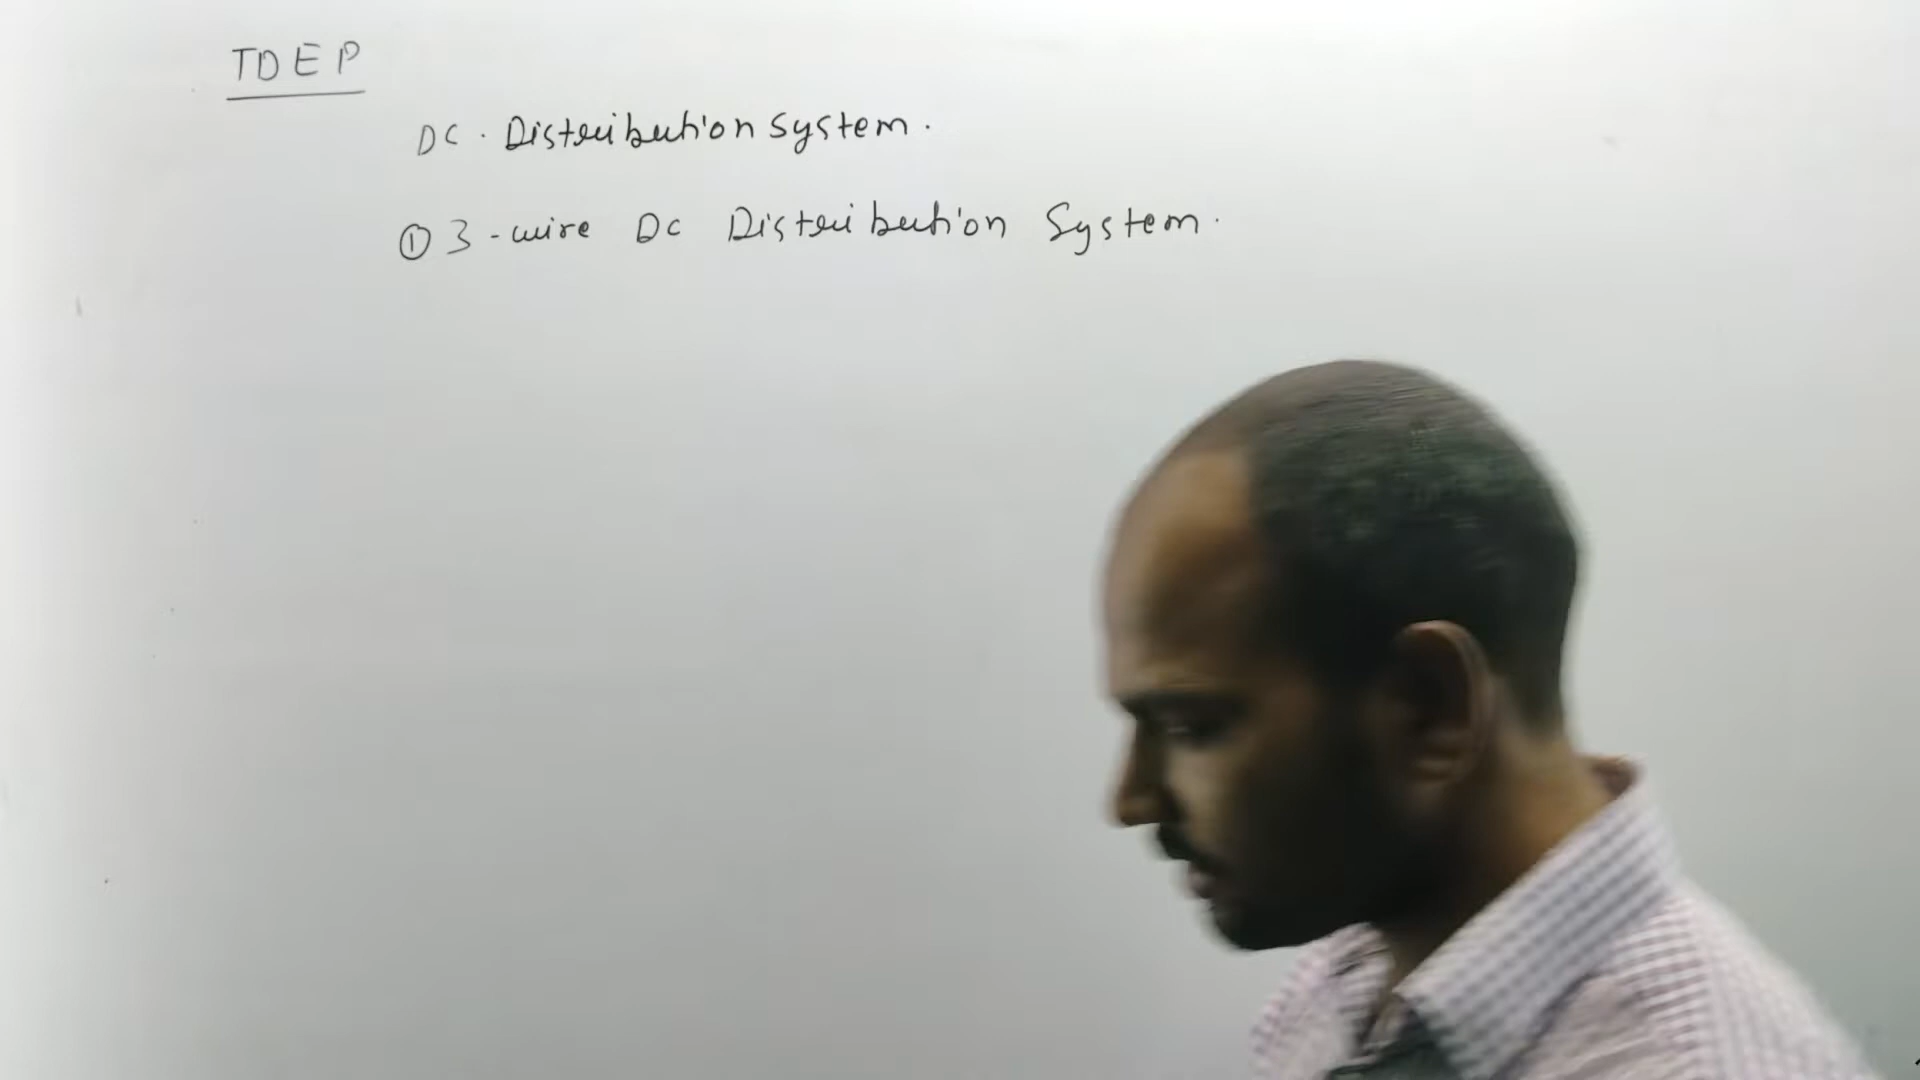 TDEP
DC. Distribution system.
① 3-wire DC Distribution System.